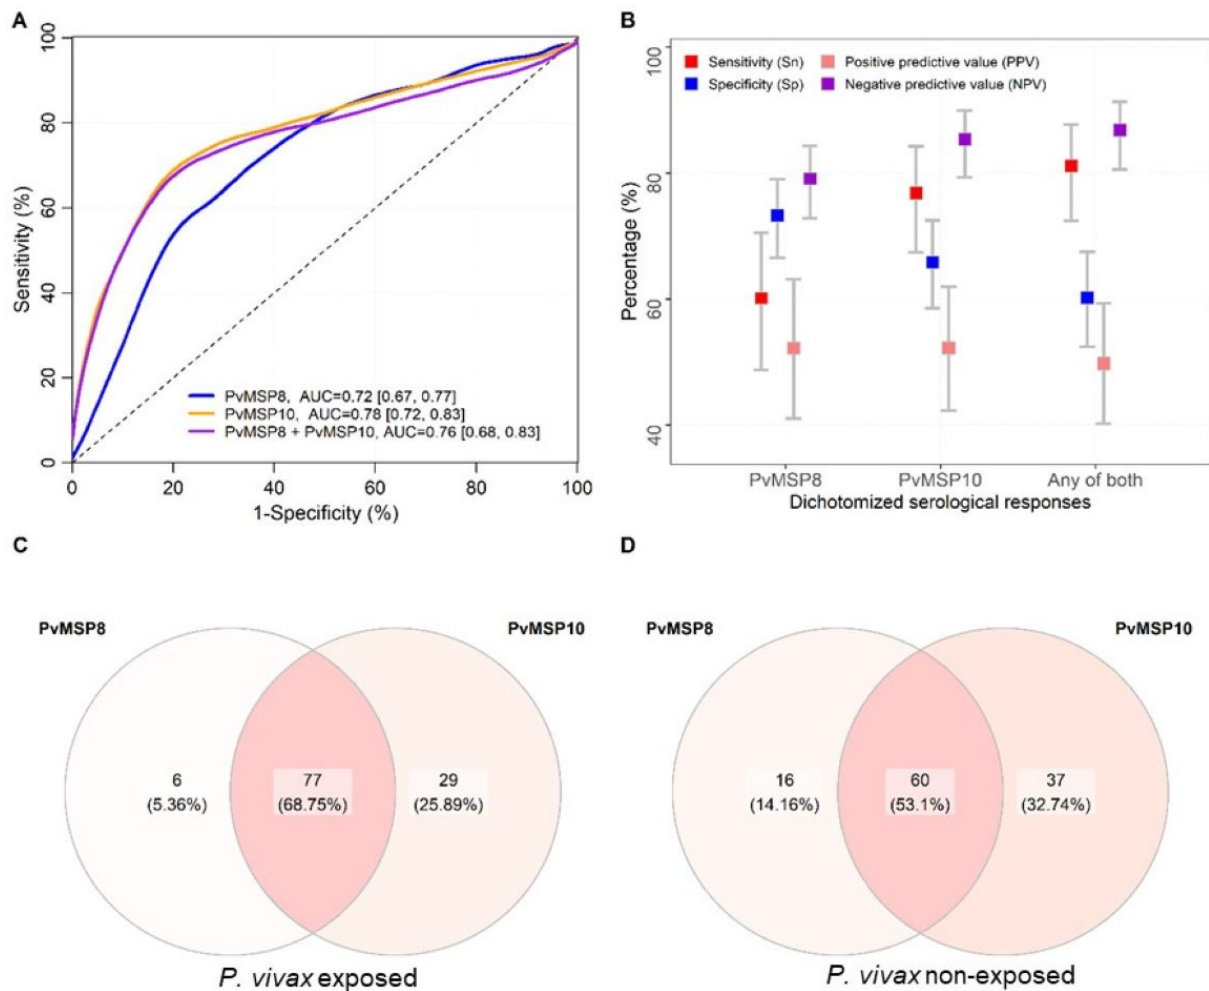 A
Sensitivity (%)
100
80
60
40
20
0
PvMSP8, AUC=0.72 [0.67, 0.77]
PvMSP10, AUC=0.78 [0.72, 0.83]
PvMSP8 + PvMSP10, AUC=0.76 [0.68, 0.83]
0 20 40 60 80 100
1-Specificity (%)
B
Percentage (%)
100
80
60
40
Sensitivity (Sn) Positive predictive value (PPV)
Specificity (Sp) Negative predictive value (NPV)
PvMSP8 PvMSP10 Any of both
Dichotomized serological responses
C
PvMSP8 PvMSP10
6 77 29
(5.36%) (68.75%) (25.89%)
P. vivax exposed
D
PvMSP8 PvMSP10
16 60 37
(14.16%) (53.1%) (32.74%)
P. vivax non-exposed